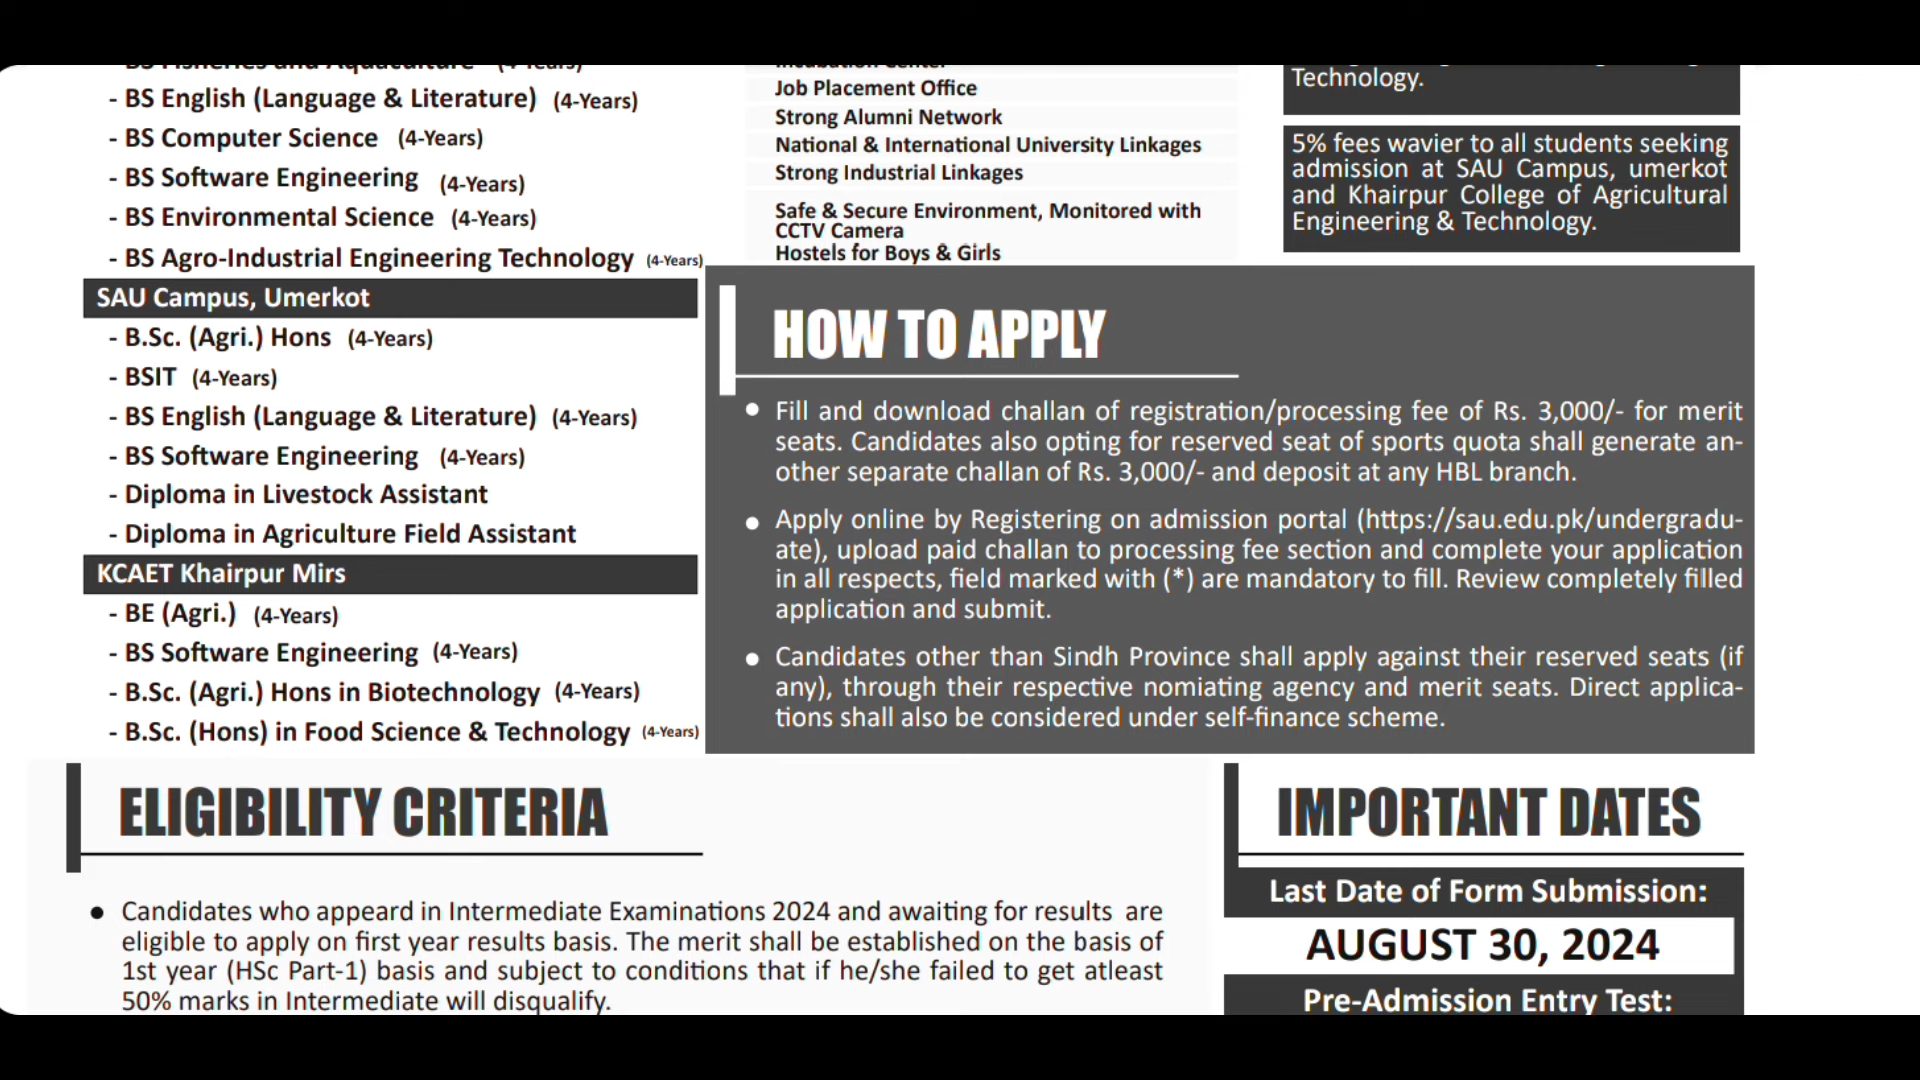 BS Fisheries and Aquaculture (4-Years)
- BS English (Language & Literature) (4-Years)
- BS Computer Science (4-Years)
- BS Software Engineering (4-Years)
- BS Environmental Science (4-Years)
- BS Agro-Industrial Engineering Technology (4-Years)
SAU Campus, Umerkot
- B.Sc. (Agri.) Hons (4-Years)
- BSIT (4-Years)
- BS English (Language & Literature) (4-Years)
- BS Software Engineering (4-Years)
- Diploma in Livestock Assistant
- Diploma in Agriculture Field Assistant
KCAET Khairpur Mirs
- BE (Agri.) (4-Years)
- BS Software Engineering (4-Years)
- B.Sc. (Agri.) Hons in Biotechnology (4-Years)
- B.Sc. (Hons) in Food Science & Technology (4-Years)
Incubation Center
Job Placement Office
Strong Alumni Network
National & International University Linkages
Strong Industrial Linkages
Safe & Secure Environment, Monitored with
CCTV Camera
Hostels for Boys & Girls
Technology.
5% fees wavier to all students seeking
admission at SAU Campus, umerkot
and Khairpur College of Agricultural
Engineering & Technology.
HOW TO APPLY
● Fill and download challan of registration/processing fee of Rs. 3,000/- for merit
seats. Candidates also opting for reserved seat of sports quota shall generate an-
other separate challan of Rs. 3,000/- and deposit at any HBL branch.
● Apply online by Registering on admission portal (https://sau.edu.pk/undergradu-
ate), upload paid challan to processing fee section and complete your application
in all respects, field marked with (*) are mandatory to fill. Review completely filled
application and submit.
● Candidates other than Sindh Province shall apply against their reserved seats (if
any), through their respective nomiating agency and merit seats. Direct applica-
tions shall also be considered under self-finance scheme.
ELIGIBILITY CRITERIA
● Candidates who appeard in Intermediate Examinations 2024 and awaiting for results are
eligible to apply on first year results basis. The merit shall be established on the basis of
1st year (HSc Part-1) basis and subject to conditions that if he/she failed to get atleast
50% marks in Intermediate will disqualify.
IMPORTANT DATES
Last Date of Form Submission:
AUGUST 30, 2024
Pre-Admission Entry Test: